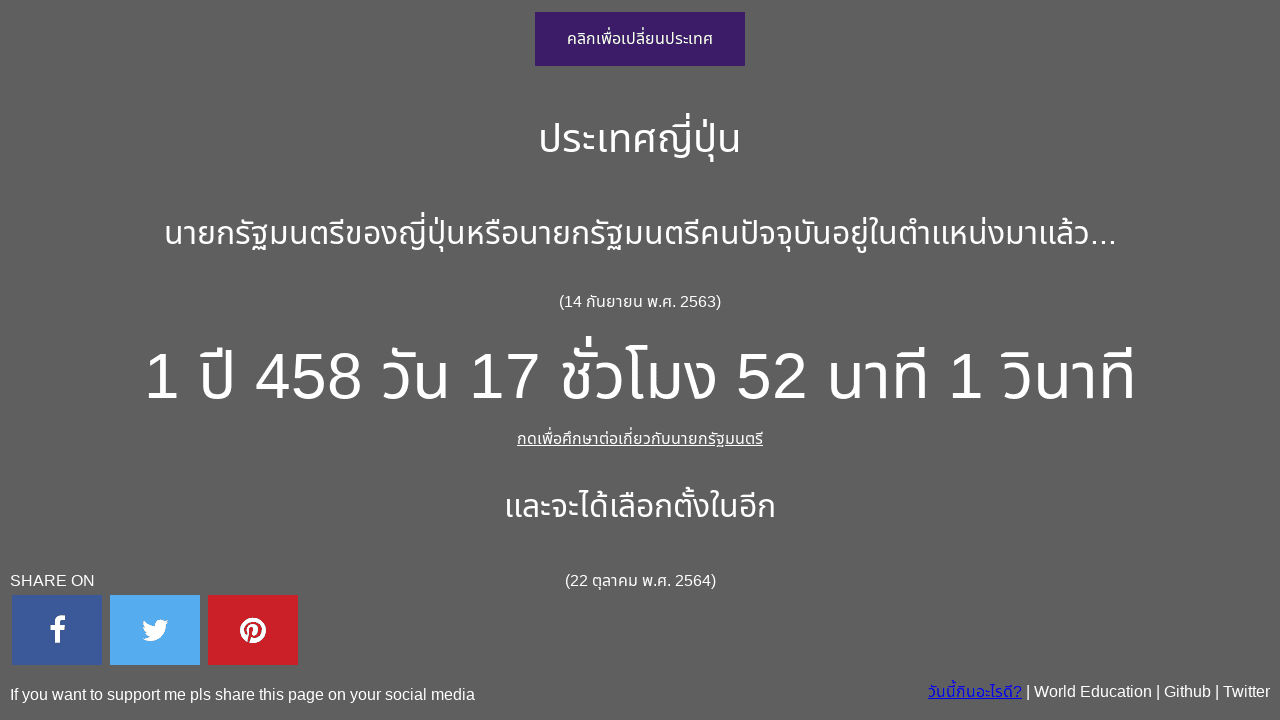 คลิกเพื่อเปลี่ยนประเทศ
ประเทศญี่ปุ่น
นายกรัฐมนตรีของญี่ปุ่นหรือนายกรัฐมนตรีคนปัจจุบันอยู่ในตำแหน่งมาแล้ว...
(14 กันยายน พ.ศ. 2563)
1 ปี 458 วัน 17 ชั่วโมง 52 นาที 1 วินาที
กดเพื่อศึกษาต่อเกี่ยวกับนายกรัฐมนตรี
และจะได้เลือกตั้งในอีก
(22 ตุลาคม พ.ศ. 2564)
SHARE ON
If you want to support me pls share this page on your social media
วันนี้กินอะไรดี? | World Education | Github | Twitter